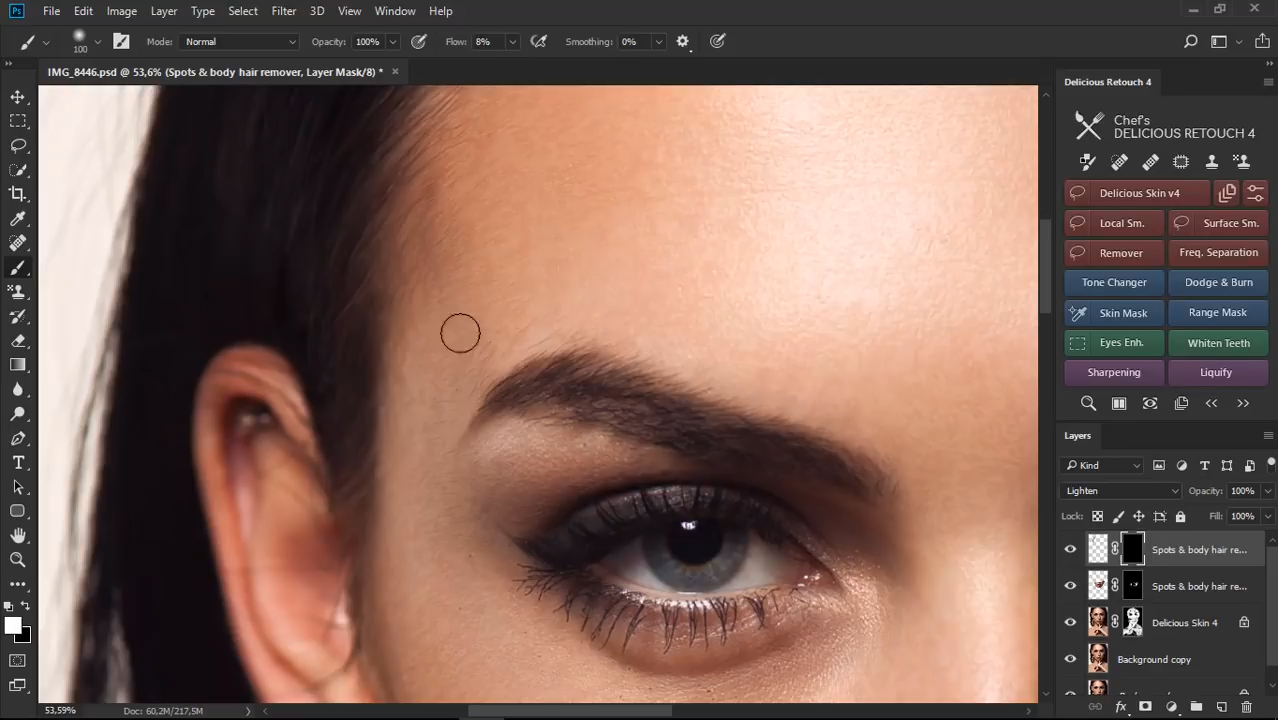 Ps File Edit Image Layer Type Select Filter 3D View Window Help
100 Mode: Normal Opacity: 100% Flow: 8% Smoothing: 0%
IMG_8446.psd @ 53,6% (Spots & body hair remover, Layer Mask/8) *
Delicious Retouch 4
Chef's
DELICIOUS RETOUCH 4
Delicious Skin v4
Local Sm. Surface Sm.
Remover Freq. Separation
Tone Changer Dodge & Burn
Skin Mask Range Mask
Eyes Enh. Whiten Teeth
Sharpening Liquify
Layers
Kind
Lighten Opacity: 100%
Lock: Fill: 100%
Spots & body hair re...
Spots & body hair re...
Delicious Skin 4
Background copy
53,59% Doc: 60,2M/217,5M